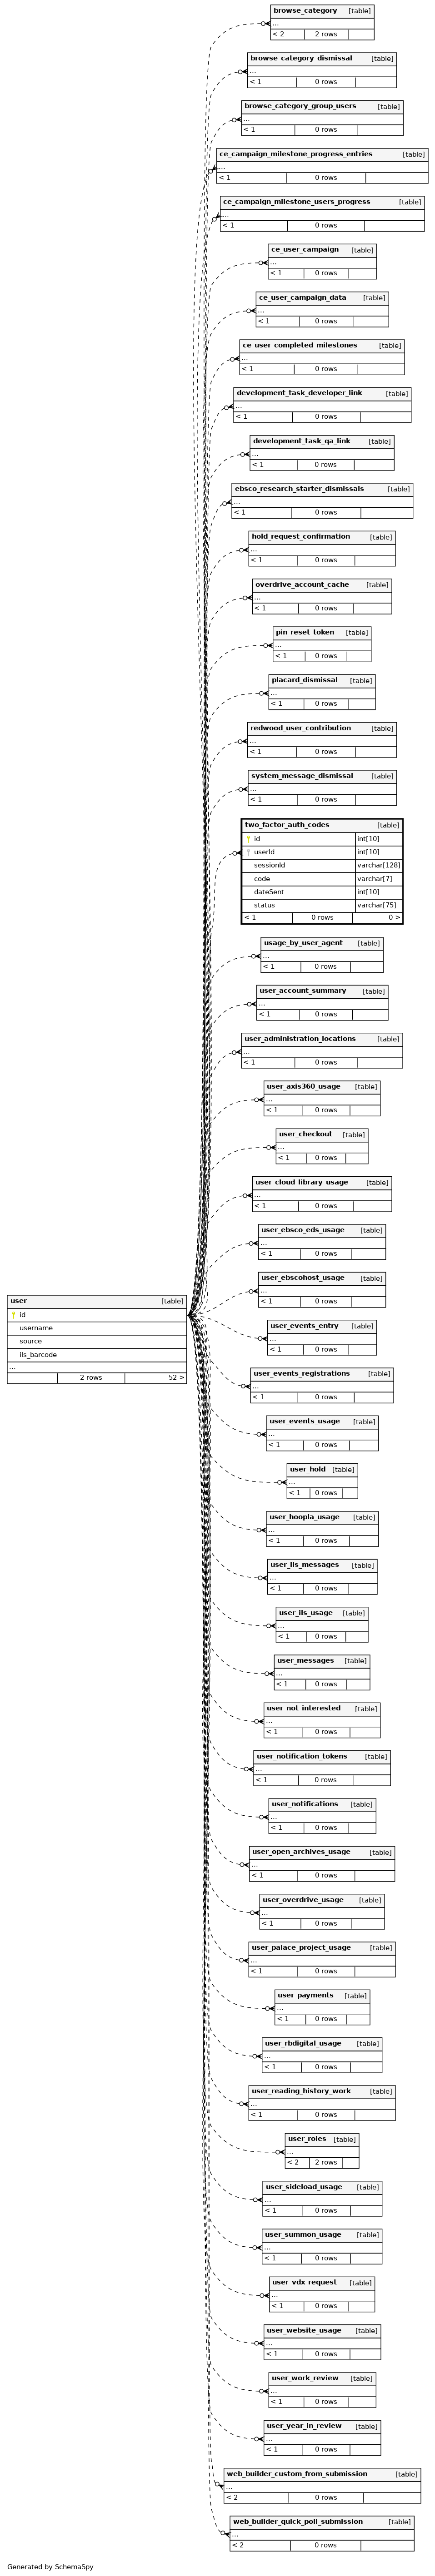 browse_category [table]
...
< 2 2 rows
browse_category_dismissal [table]
...
< 1 0 rows
browse_category_group_users [table]
...
< 1 0 rows
ce_campaign_milestone_progress_entries [table]
...
< 1 0 rows
ce_campaign_milestone_users_progress [table]
...
< 1 0 rows
ce_user_campaign [table]
...
< 1 0 rows
ce_user_campaign_data [table]
...
< 1 0 rows
ce_user_completed_milestones [table]
...
< 1 0 rows
development_task_developer_link [table]
...
< 1 0 rows
development_task_qa_link [table]
...
< 1 0 rows
ebsco_research_starter_dismissals [table]
...
< 1 0 rows
hold_request_confirmation [table]
...
< 1 0 rows
overdrive_account_cache [table]
...
< 1 0 rows
pin_reset_token [table]
...
< 1 0 rows
placard_dismissal [table]
...
< 1 0 rows
redwood_user_contribution [table]
...
< 1 0 rows
system_message_dismissal [table]
...
< 1 0 rows
two_factor_auth_codes [table]
id int[10]
userId int[10]
sessionId varchar[128]
code varchar[7]
dateSent int[10]
status varchar[75]
< 1 0 rows 0 >
usage_by_user_agent [table]
...
< 1 0 rows
user_account_summary [table]
...
< 1 0 rows
user_administration_locations [table]
...
< 1 0 rows
user_axis360_usage [table]
...
< 1 0 rows
user_checkout [table]
...
< 1 0 rows
user_cloud_library_usage [table]
...
< 1 0 rows
user_ebsco_eds_usage [table]
...
< 1 0 rows
user_ebscohost_usage [table]
...
< 1 0 rows
user [table]
id
username
source
ils_barcode
...
2 rows 52 >
user_events_entry [table]
...
< 1 0 rows
user_events_registrations [table]
...
< 1 0 rows
user_events_usage [table]
...
< 1 0 rows
user_hold [table]
...
< 1 0 rows
user_hoopla_usage [table]
...
< 1 0 rows
user_ils_messages [table]
...
< 1 0 rows
user_ils_usage [table]
...
< 1 0 rows
user_messages [table]
...
< 1 0 rows
user_not_interested [table]
...
< 1 0 rows
user_notification_tokens [table]
...
< 1 0 rows
user_notifications [table]
...
< 1 0 rows
user_open_archives_usage [table]
...
< 1 0 rows
user_overdrive_usage [table]
...
< 1 0 rows
user_palace_project_usage [table]
...
< 1 0 rows
user_payments [table]
...
< 1 0 rows
user_rbdigital_usage [table]
...
< 1 0 rows
user_reading_history_work [table]
...
< 1 0 rows
user_roles [table]
...
< 2 2 rows
user_sideload_usage [table]
...
< 1 0 rows
user_summon_usage [table]
...
< 1 0 rows
user_vdx_request [table]
...
< 1 0 rows
user_website_usage [table]
...
< 1 0 rows
user_work_review [table]
...
< 1 0 rows
user_year_in_review [table]
...
< 1 0 rows
web_builder_custom_from_submission [table]
...
< 2 0 rows
web_builder_quick_poll_submission [table]
...
< 2 0 rows
Generated by SchemaSpy